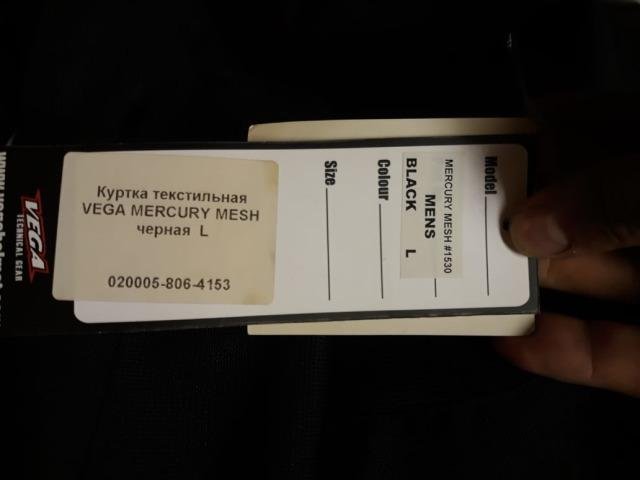 VEGA
TECHNICAL GEAR
Куртка текстильная
VEGA MERCURY MESH
черная L
020005-806-4153
Model
MERCURY MESH #1530
MENS
BLACK L
Colour
Size